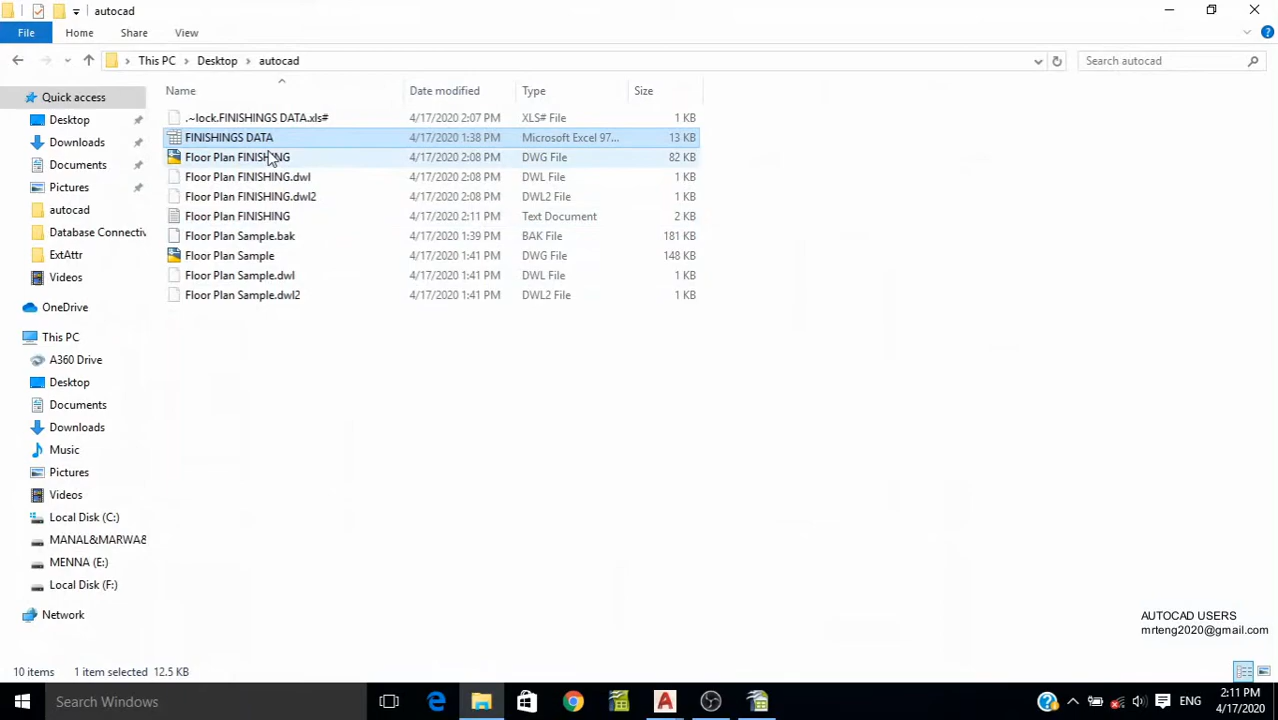 autocad
File Home Share View
This PC Desktop autocad Search autocad
Name Date modified Type Size
Quick access
Desktop
Downloads
Documents
Pictures
autocad
Database Connectiv
ExtAttr
Videos
OneDrive
This PC
A360 Drive
Desktop
Documents
Downloads
Music
Pictures
Videos
Local Disk (C:)
MANAL&MARWA&
MENNA (E:)
Local Disk (F:)
Network
.~lock.FINISHINGS DATA.xls# 4/17/2020 2:07 PM XLS# File 1 KB
FINISHINGS DATA 4/17/2020 1:38 PM Microsoft Excel 97... 13 KB
Floor Plan FINISHING 4/17/2020 2:08 PM DWG File 82 KB
Floor Plan FINISHING.dwl 4/17/2020 2:08 PM DWL File 1 KB
Floor Plan FINISHING.dwl2 4/17/2020 2:08 PM DWL2 File 1 KB
Floor Plan FINISHING 4/17/2020 2:11 PM Text Document 2 KB
Floor Plan Sample.bak 4/17/2020 1:39 PM BAK File 181 KB
Floor Plan Sample 4/17/2020 1:41 PM DWG File 148 KB
Floor Plan Sample.dwl 4/17/2020 1:41 PM DWL File 1 KB
Floor Plan Sample.dwl2 4/17/2020 1:41 PM DWL2 File 1 KB
AUTOCAD USERS
mrteng2020@gmail.com
10 items 1 item selected 12.5 KB
Search Windows
ENG
2:11 PM
4/17/2020